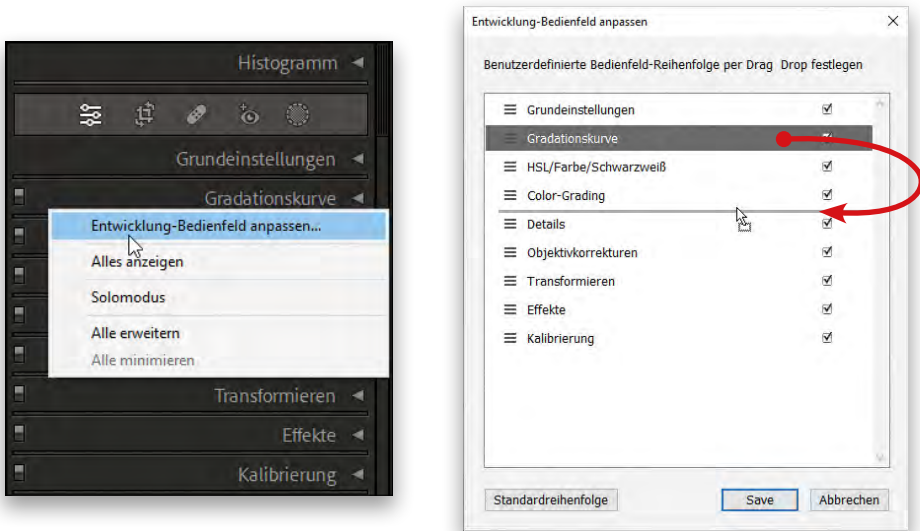 Histogramm
Grundeinstellungen
Gradationskurve
Entwicklung-Bedienfeld anpassen...
Alles anzeigen
Solomodus
Alle erweitern
Alle minimieren
Transformieren
Effekte
Kalibrierung
Entwicklung-Bedienfeld anpassen
Benutzerdefinierte Bedienfeld-Reihenfolge per Drag Drop festlegen
Grundeinstellungen
Gradationskurve
HSL/Farbe/Schwarzweiß
Color-Grading
Details
Objektivkorrekturen
Transformieren
Effekte
Kalibrierung
Standardreihenfolge
Save
Abbrechen